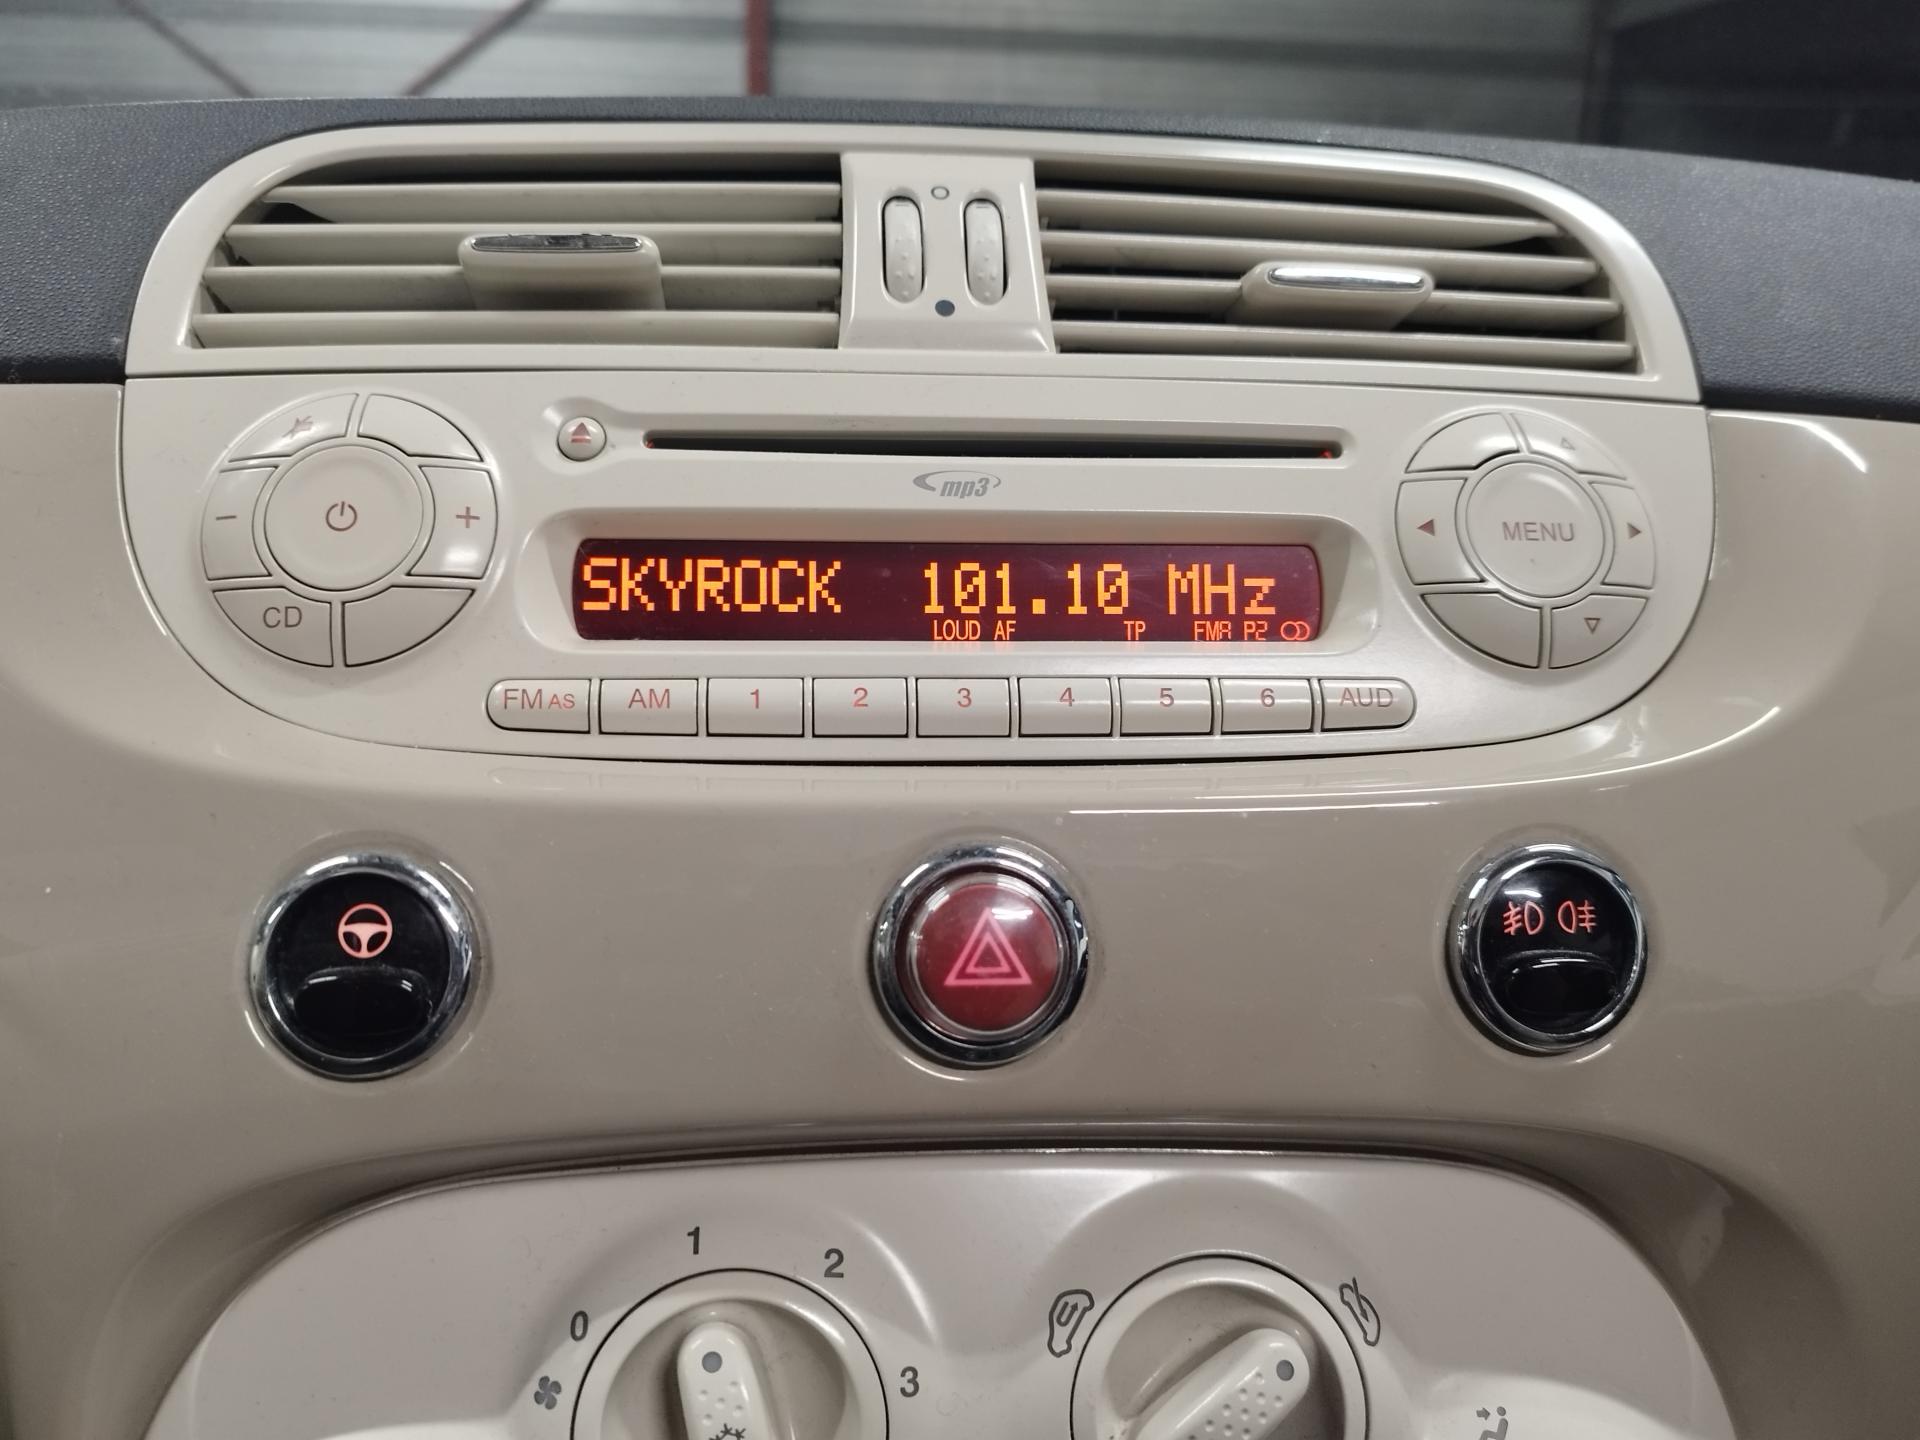 mp3
SKYROCK 101.10 MHz
LOUD AF TP FMA P2
CD
MENU
FM AS AM 1 2 3 4 5 6 AUD
0 1 2 3